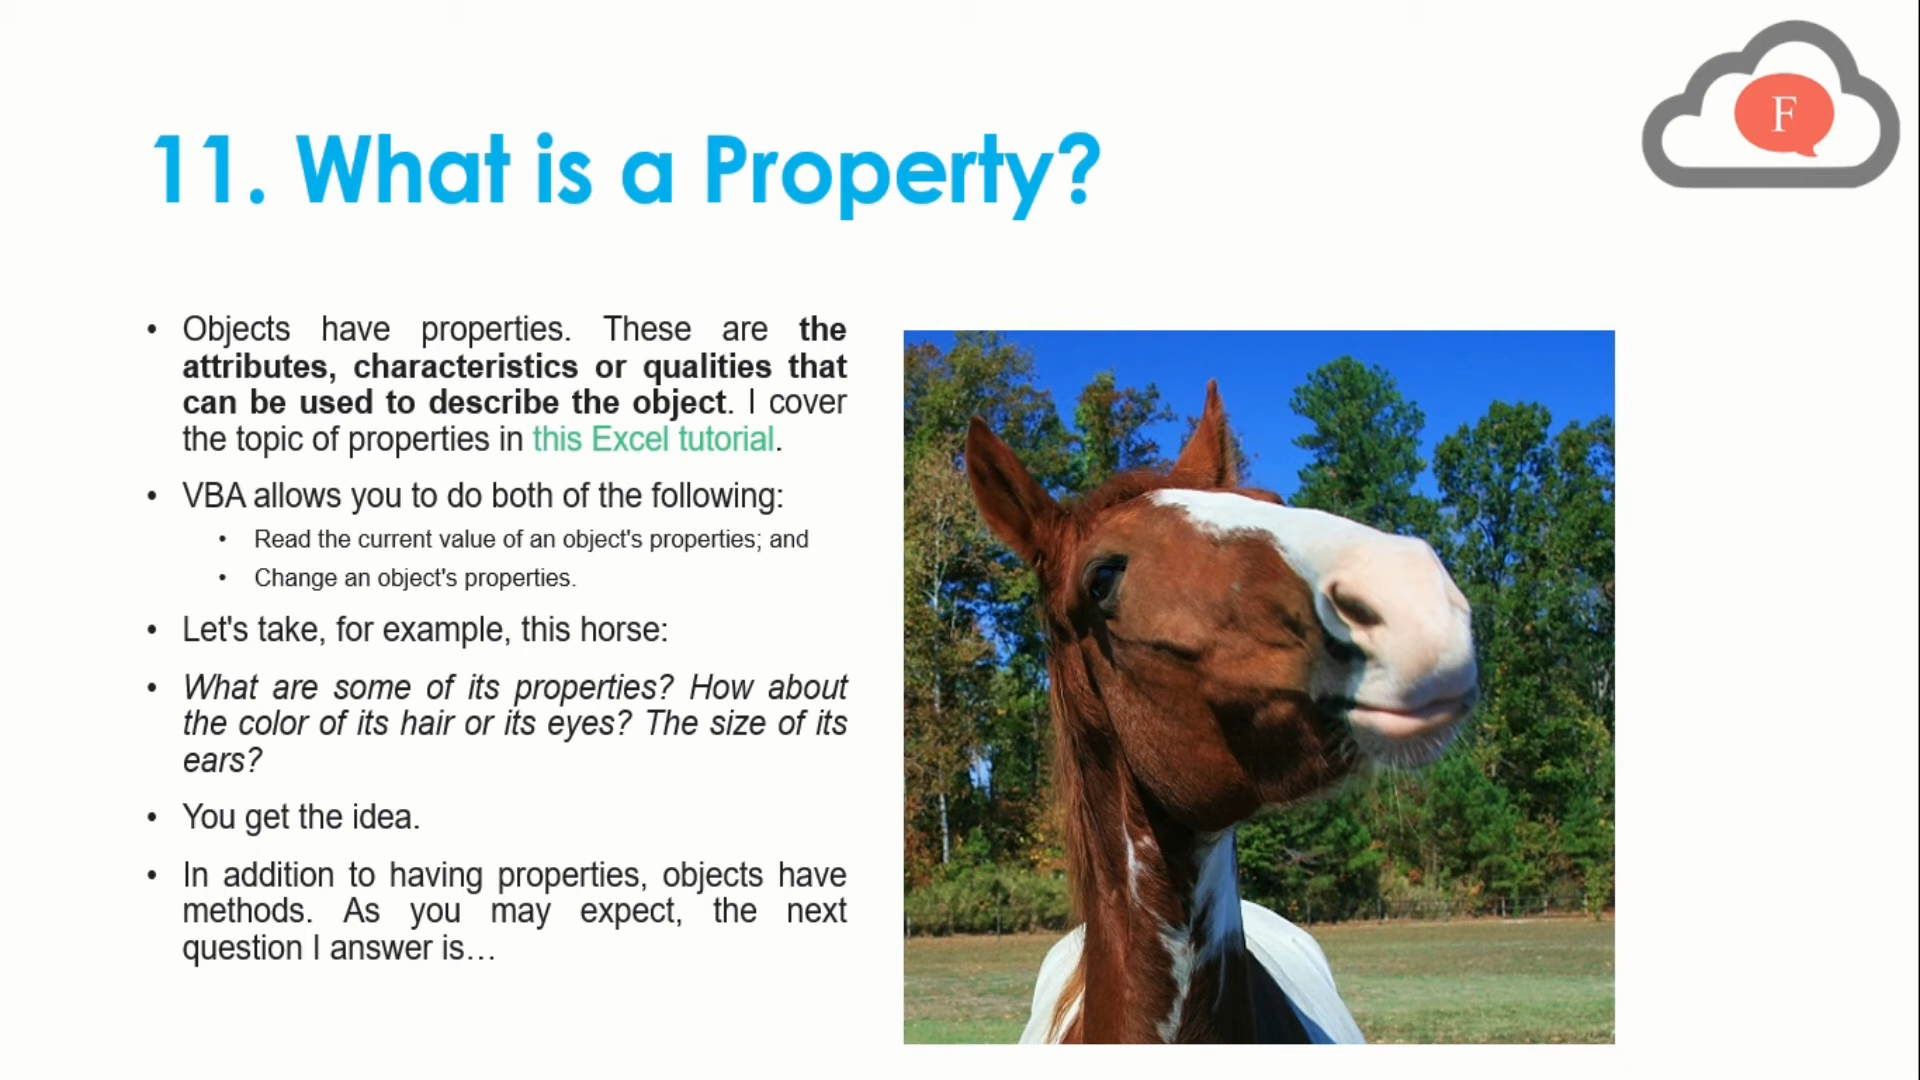 F
11. What is a Property?
• Objects have properties. These are the
attributes, characteristics or qualities that
can be used to describe the object. I cover
the topic of properties in this Excel tutorial.
• VBA allows you to do both of the following:
• Read the current value of an object's properties; and
• Change an object's properties.
• Let's take, for example, this horse:
• What are some of its properties? How about
the color of its hair or its eyes? The size of its
ears?
• You get the idea.
• In addition to having properties, objects have
methods. As you may expect, the next
question I answer is…